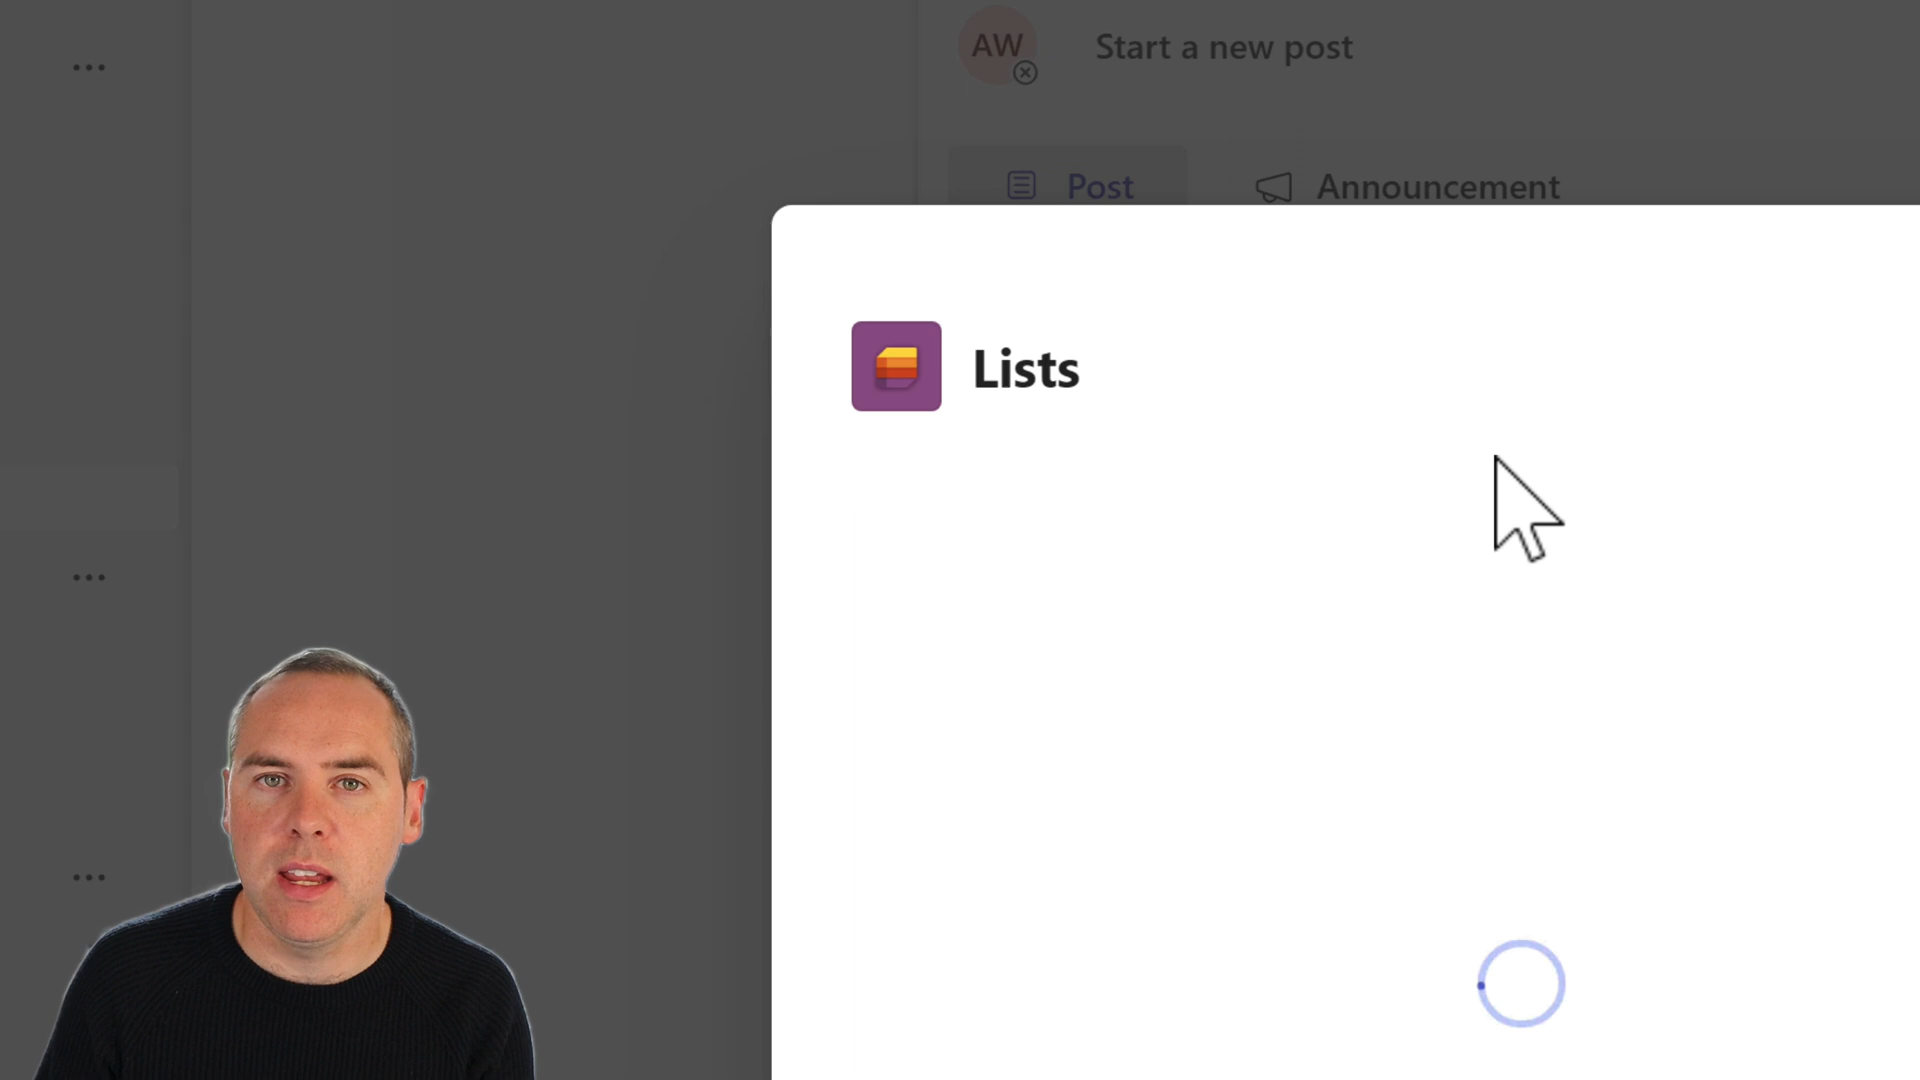 AW
Start a new post
Post
Announcement
Lists